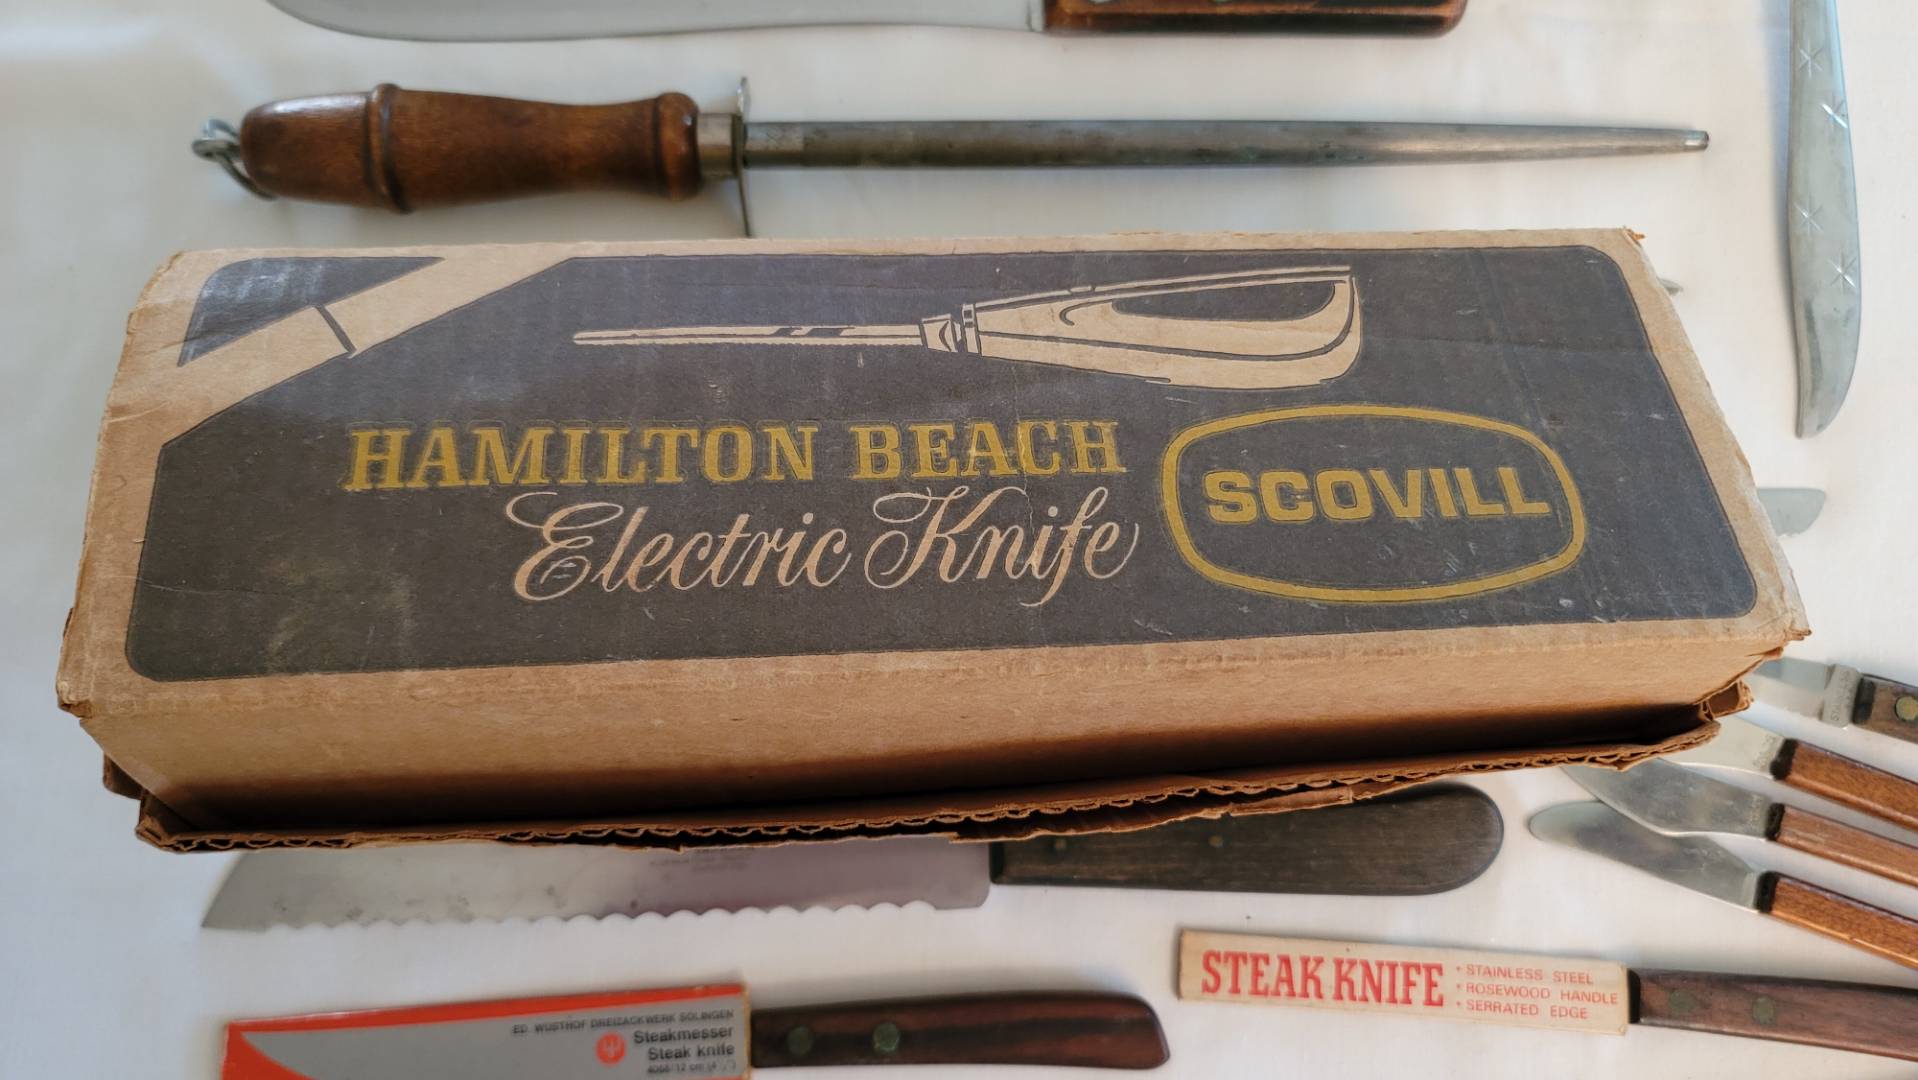 HAMILTON BEACH
Electric Knife
SCOVILL
STEAK KNIFE
• STAINLESS STEEL
• ROSEWOOD HANDLE
• SERRATED EDGE
ED. WÜSTHOF DREIZACKWERK SOLINGEN
Steakmesser
Steak knife